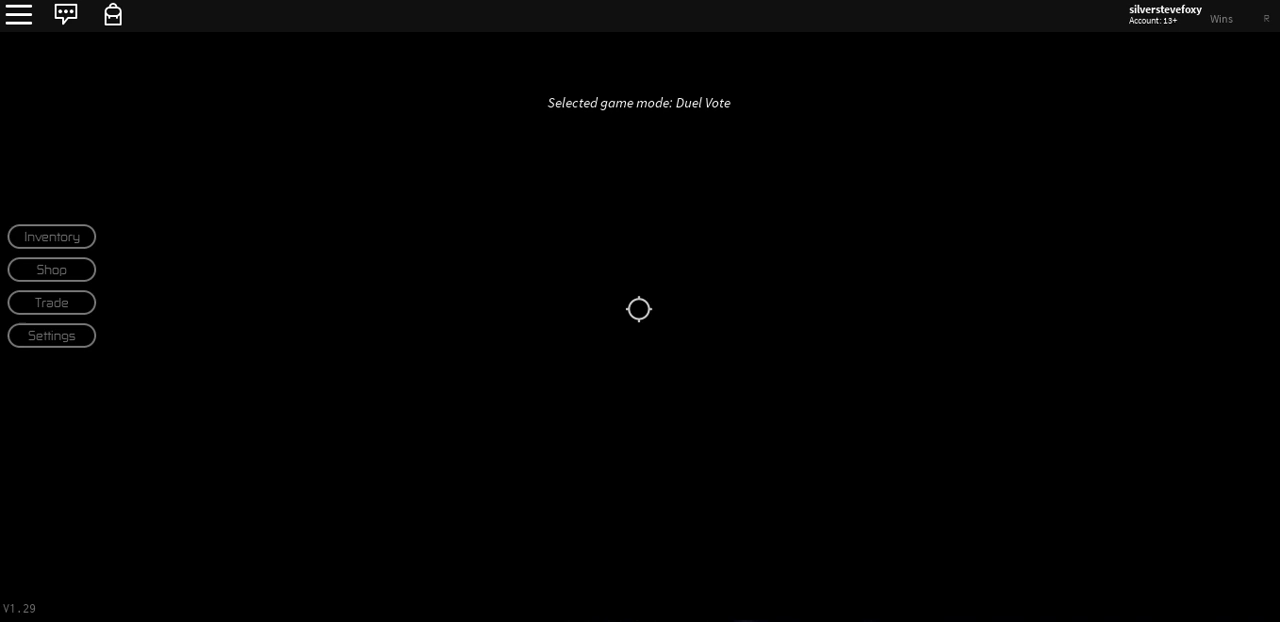 silverstevefoxy
Account: 13+
Wins
R
Selected game mode: Duel Vote
Inventory
Shop
Trade
Settings
V1.29